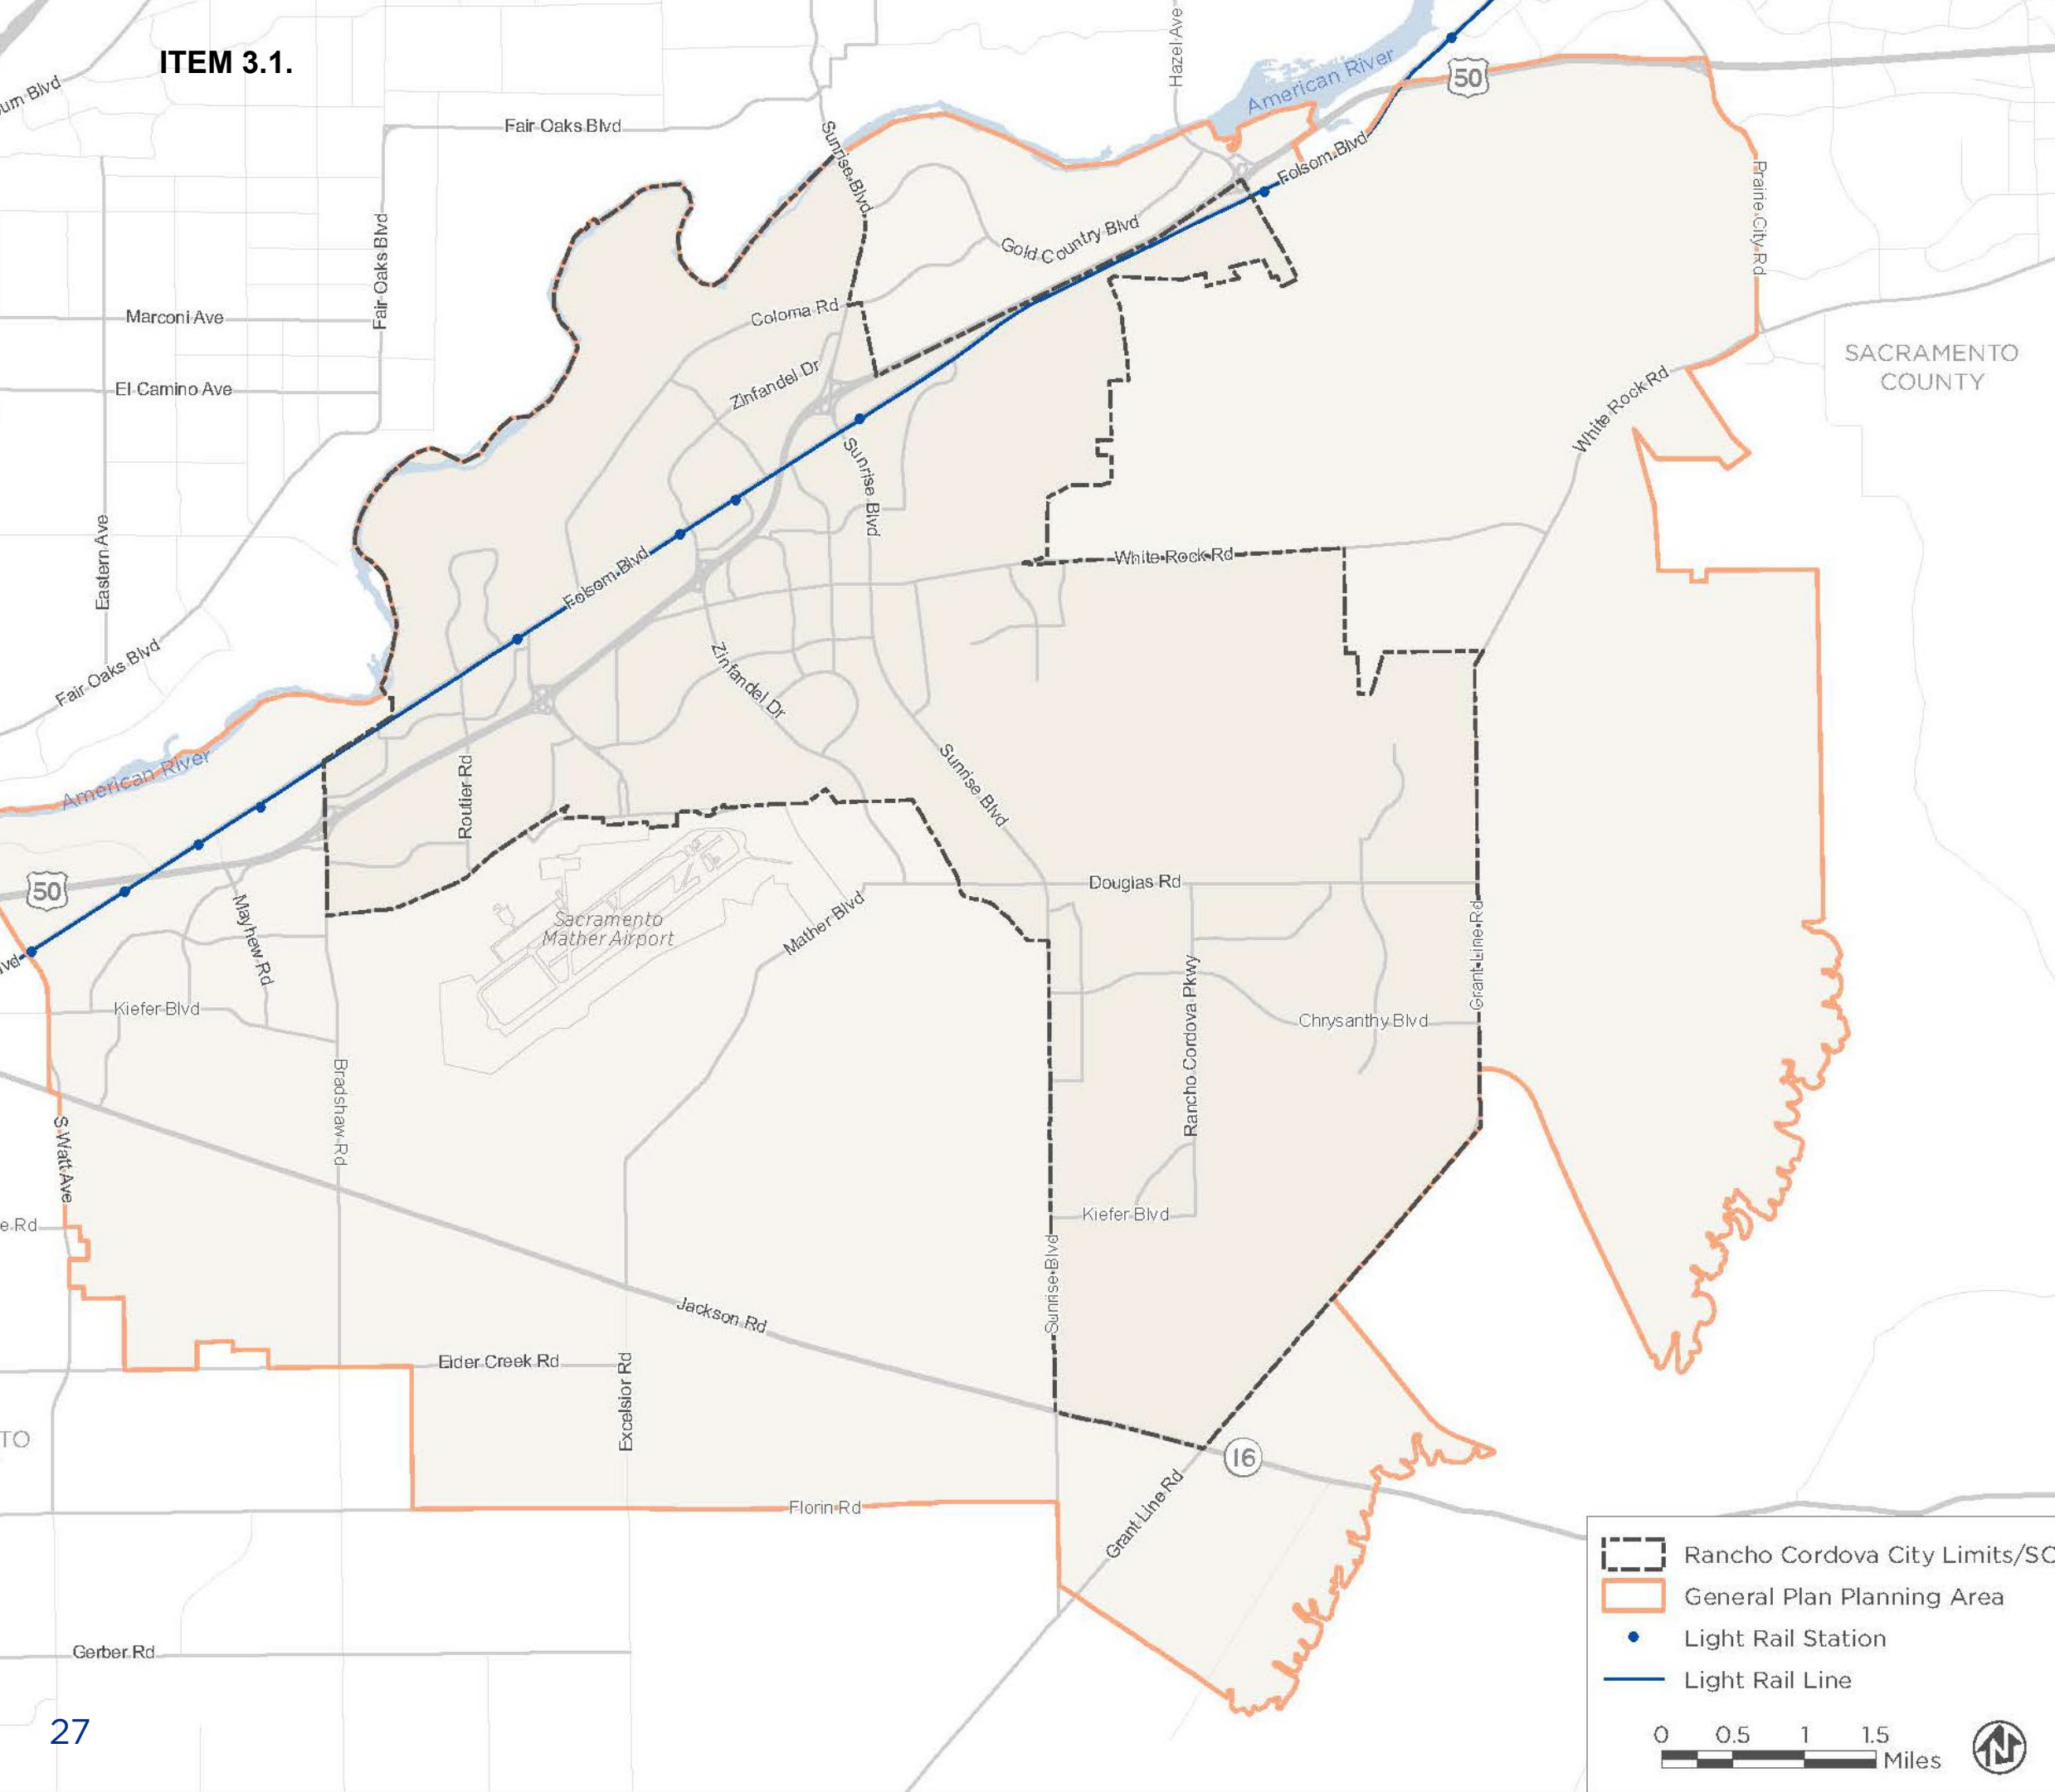 ITEM 3.1.
Hazel Ave
American River
50
um Blvd
Fair Oaks Blvd
Sunrise Blvd
Folsom Blvd
Prairie City Rd
Fair Oaks Blvd
Gold Country Blvd
Marconi Ave
Coloma Rd
SACRAMENTO
COUNTY
El Camino Ave
Zinfandel Dr
White Rock Rd
Sunrise Blvd
Eastern Ave
Folsom Blvd
White Rock Rd
Fair Oaks Blvd
Zinfandel Dr
American River
Routier Rd
Sunrise Blvd
50
Mayhew Rd
Sacramento
Mather Airport
Mather Blvd
Douglas Rd
Grant Line Rd
lvd
Kiefer Blvd
Rancho Cordova Pkwy
Chrysanthy Blvd
Bradshaw Rd
S Watt Ave
e Rd
Kiefer Blvd
Sunrise Blvd
Jackson Rd
Elder Creek Rd
Excelsior Rd
TO
16
Florin Rd
Grant Line Rd
Gerber Rd
Rancho Cordova City Limits/SO
General Plan Planning Area
Light Rail Station
Light Rail Line
0 0.5 1 1.5
Miles
N
27